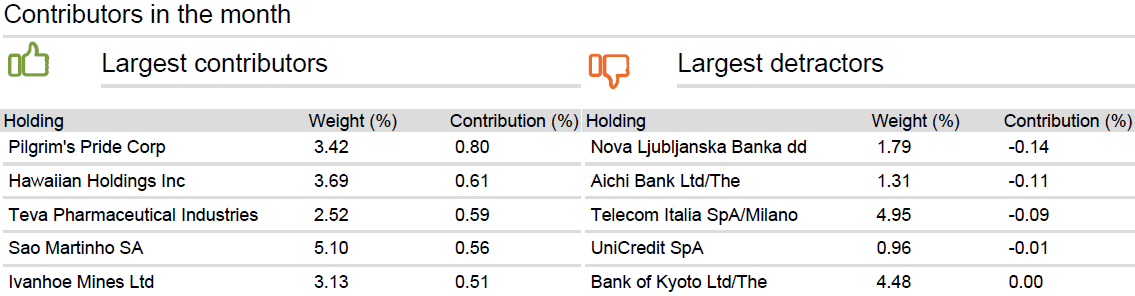 Contributors in the month
Largest contributors
Largest detractors
Holding Weight (%) Contribution (%) Holding Weight (%) Contribution (%)
Pilgrim's Pride Corp 3.42 0.80 Nova Ljubljanska Banka dd 1.79 -0.14
Hawaiian Holdings Inc 3.69 0.61 Aichi Bank Ltd/The 1.31 -0.11
Teva Pharmaceutical Industries 2.52 0.59 Telecom Italia SpA/Milano 4.95 -0.09
Sao Martinho SA 5.10 0.56 UniCredit SpA 0.96 -0.01
Ivanhoe Mines Ltd 3.13 0.51 Bank of Kyoto Ltd/The 4.48 0.00